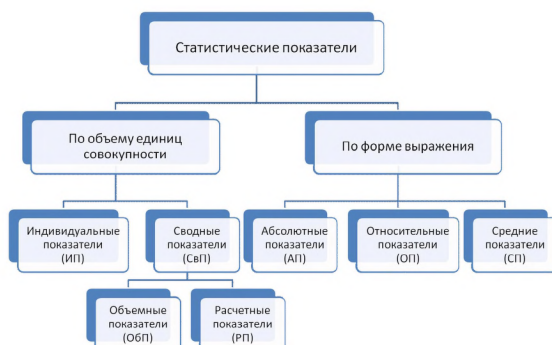 Статистические показатели
По объему единиц
совокупности
По форме выражения
Индивидуальные
показатели
(ИП)
Сводные
показатели
(СвП)
Абсолютные
показатели
(АП)
Относительные
показатели
(ОП)
Средние
показатели
(СП)
Объемные
показатели
(ОбП)
Расчетные
показатели
(РП)